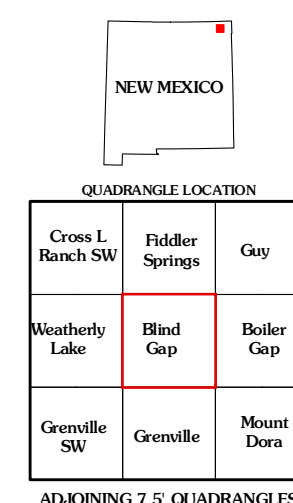 NEW MEXICO
QUADRANGLE LOCATION
Cross L
Ranch SW
Fiddler
Springs
Guy
Weatherly
Lake
Blind
Gap
Boiler
Gap
Grenville
SW
Grenville
Mount
Dora
ADJOINING 7.5' QUADRANGLES